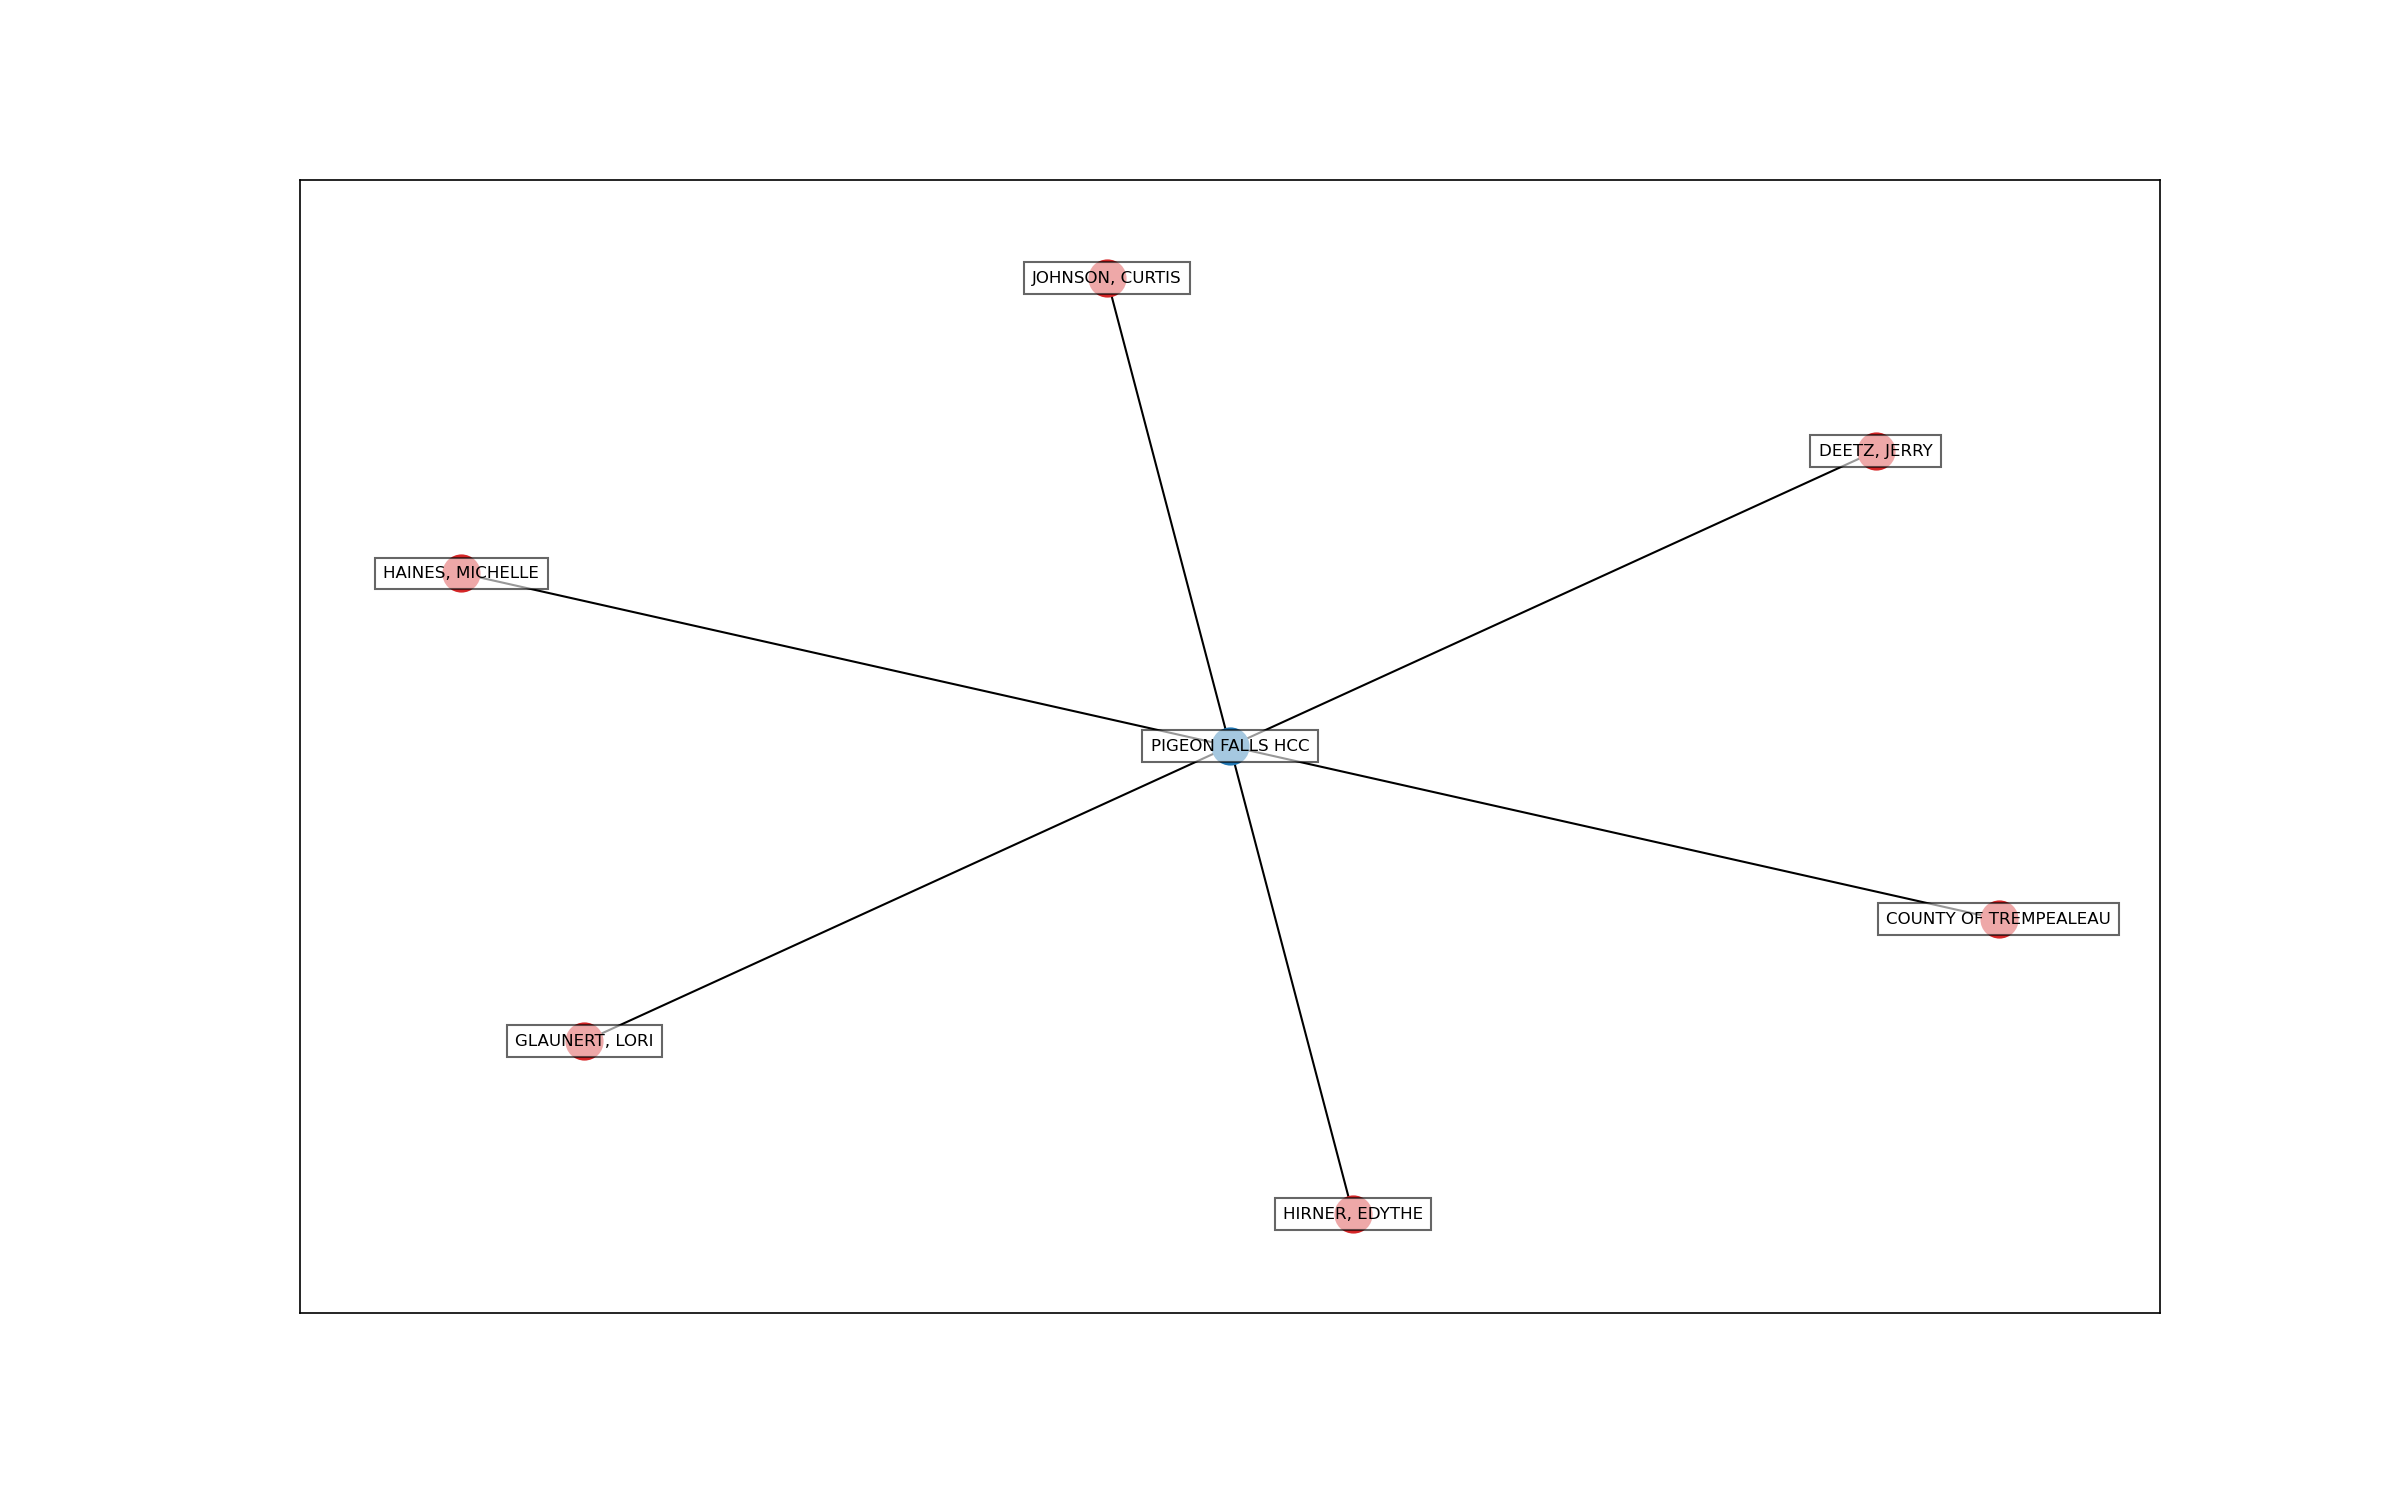 JOHNSON, CURTIS
DEETZ, JERRY
HAINES, MICHELLE
PIGEON FALLS HCC
COUNTY OF TREMPEALEAU
GLAUNERT, LORI
HIRNER, EDYTHE